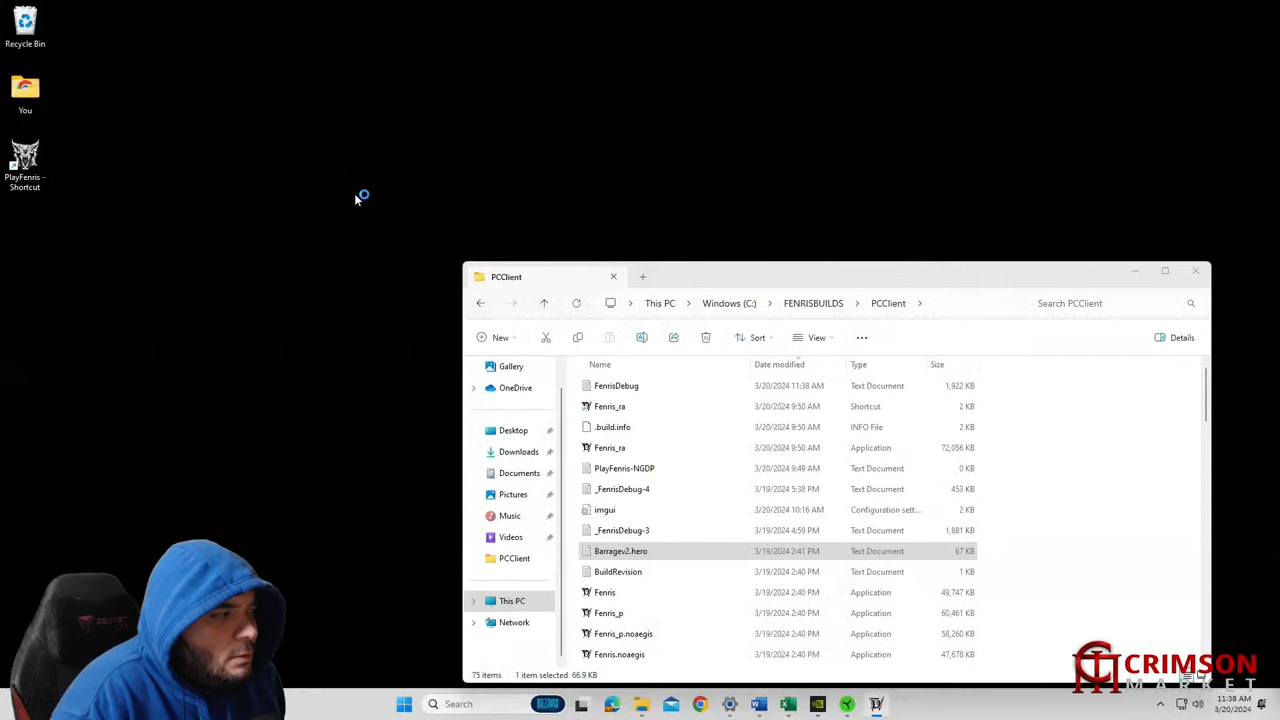 Recycle Bin
You
PlayFenris -
Shortcut
PCClient
This PC
Windows (C:)
FENRISBUILDS
PCClient
Search PCClient
New
Sort
View
Details
Name Date modified Type Size
Gallery
OneDrive
Desktop
Downloads
Documents
Pictures
Music
Videos
PCClient
This PC
Network
FenrisDebug 3/20/2024 11:38 AM Text Document 1,922 KB
Fenris_ra 3/20/2024 9:50 AM Shortcut 2 KB
.build.info 3/20/2024 9:50 AM INFO File 2 KB
Fenris_ra 3/20/2024 9:50 AM Application 72,056 KB
PlayFenris-NGDP 3/20/2024 9:49 AM Text Document 0 KB
_FenrisDebug-4 3/19/2024 5:38 PM Text Document 453 KB
imgui 3/20/2024 10:16 AM Configuration sett... 2 KB
_FenrisDebug-3 3/19/2024 4:59 PM Text Document 1,881 KB
Barragev2.hero 3/19/2024 2:41 PM Text Document 67 KB
BuildRevision 3/19/2024 2:40 PM Text Document 1 KB
Fenris 3/19/2024 2:40 PM Application 49,747 KB
Fenris_p 3/19/2024 2:40 PM Application 60,461 KB
Fenris_p.noaegis 3/19/2024 2:40 PM Application 58,260 KB
Fenris.noaegis 3/19/2024 2:40 PM Application 47,678 KB
75 items 1 item selected 66.9 KB
CRIMSON
MARKET
Search
11:38 AM
3/20/2024